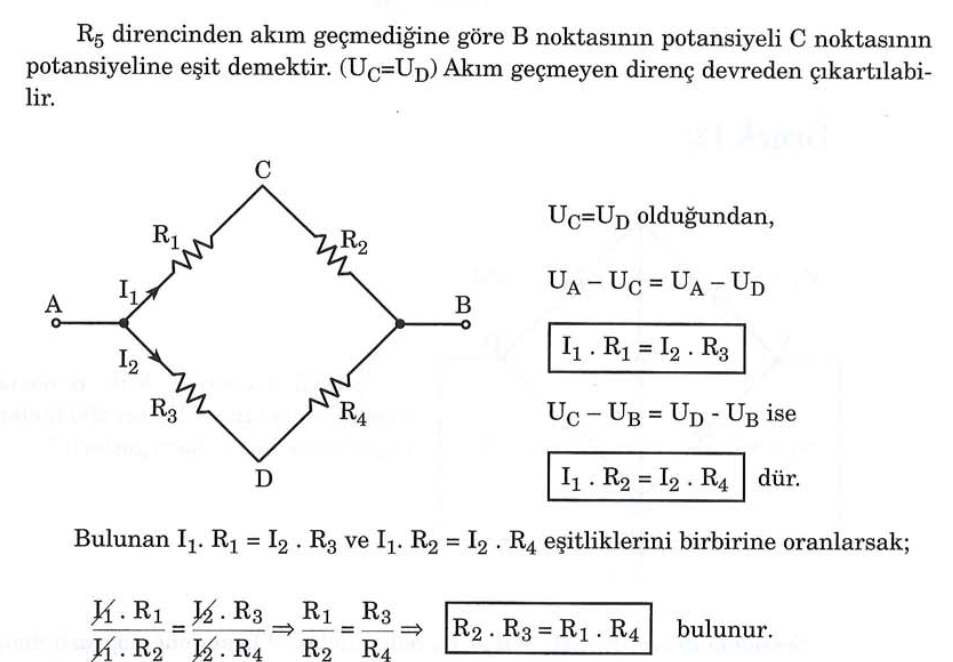 R₅ direncinden akım geçmediğine göre B noktasının potansiyeli C noktasının
potansiyeline eşit demektir. (U_C=U_D) Akım geçmeyen direnç devreden çıkartılabi-
lir.
C
R₁
R₂
I₁
A
B
I₂
R₃
R₄
D
U_C=U_D olduğundan,
U_A – U_C = U_A – U_D
I₁ . R₁ = I₂ . R₃
U_C – U_B = U_D - U_B ise
I₁ . R₂ = I₂ . R₄ dür.
Bulunan I₁. R₁ = I₂ . R₃ ve I₁. R₂ = I₂ . R₄ eşitliklerini birbirine oranlarsak;
I₁ . R₁ / I₁ . R₂ = I₂ . R₃ / I₂ . R₄ ⇒ R₁ / R₂ = R₃ / R₄ ⇒ R₂ . R₃ = R₁ . R₄ bulunur.